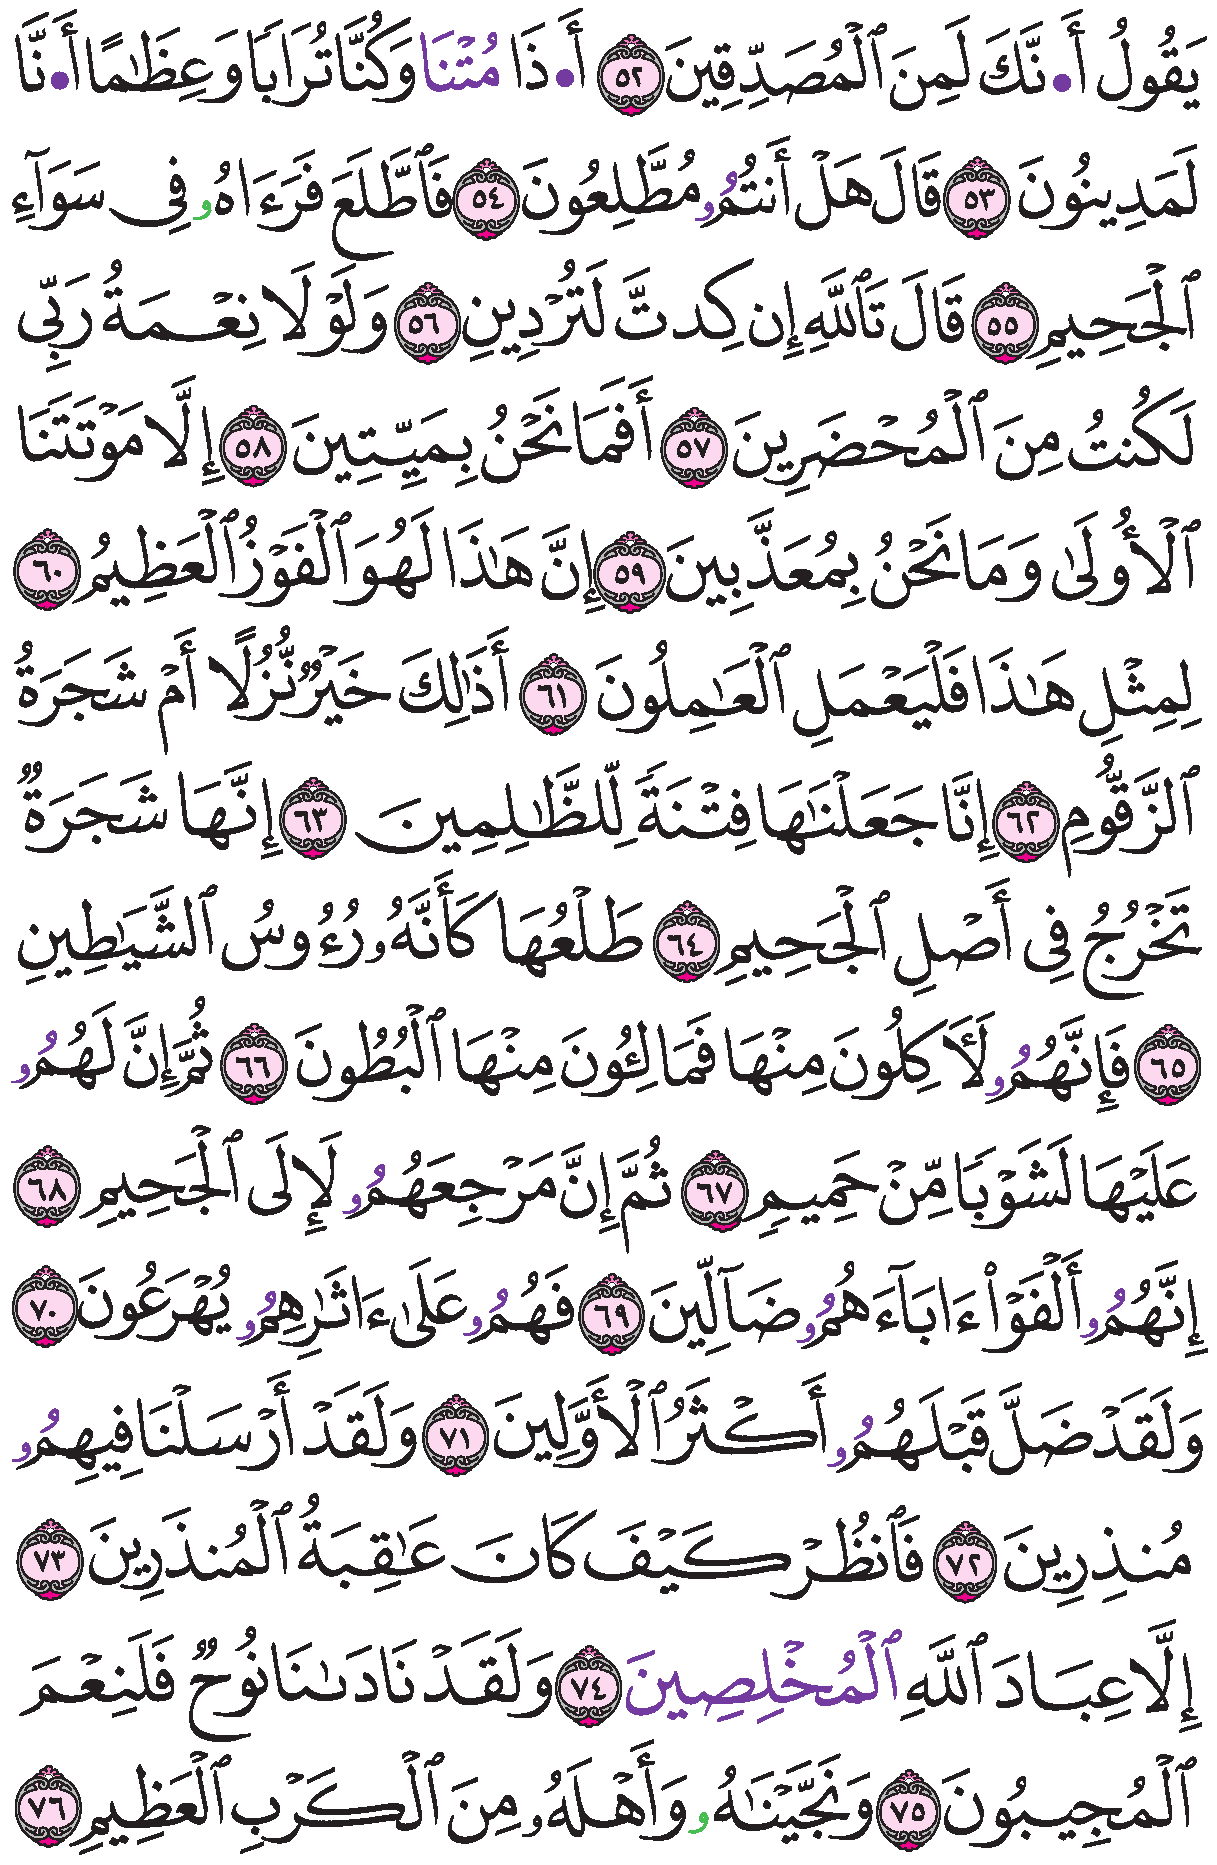 يَقُولُ أَ•نَّكَ لَمِنَ ٱلْمُصَدِّقِينَ ٥٢ أَ•ذَا مُتْنَا وَكُنَّا تُرَابًا وَعِظَٰمًا أَ•نَّا
لَمَدِينُونَ ٥٣ قَالَ هَلْ أَنتُمُۥ مُطَّلِعُونَ ٥٤ فَٱطَّلَعَ فَرَءَاهُۥ فِى سَوَآءِ
ٱلْجَحِيمِ ٥٥ قَالَ تَٱللَّهِ إِن كِدتَّ لَتُرْدِينِ ٥٦ وَلَوْلَا نِعْمَةُ رَبِّى
لَكُنتُ مِنَ ٱلْمُحْضَرِينَ ٥٧ أَفَمَا نَحْنُ بِمَيِّتِينَ ٥٨ إِلَّا مَوْتَتَنَا
ٱلْأُولَىٰ وَمَا نَحْنُ بِمُعَذَّبِينَ ٥٩ إِنَّ هَٰذَا لَهُوَ ٱلْفَوْزُ ٱلْعَظِيمُ ٦٠
لِمِثْلِ هَٰذَا فَلْيَعْمَلِ ٱلْعَٰمِلُونَ ٦١ أَذَٰلِكَ خَيْرٌ نُّزُلًا أَمْ شَجَرَةُ
ٱلزَّقُّومِ ٦٢ إِنَّا جَعَلْنَٰهَا فِتْنَةً لِّلظَّٰلِمِينَ ٦٣ إِنَّهَا شَجَرَةٌ
تَخْرُجُ فِى أَصْلِ ٱلْجَحِيمِ ٦٤ طَلْعُهَا كَأَنَّهُۥ رُءُوسُ ٱلشَّيَٰطِينِ
٦٥ فَإِنَّهُمُۥ لَأَكِلُونَ مِنْهَا فَمَالِـُٔونَ مِنْهَا ٱلْبُطُونَ ٦٦ ثُمَّ إِنَّ لَهُمُۥ
عَلَيْهَا لَشَوْبًا مِّنْ حَمِيمٍ ٦٧ ثُمَّ إِنَّ مَرْجِعَهُمُۥ لَإِلَى ٱلْجَحِيمِ ٦٨
إِنَّهُمُۥ أَلْفَوْا۟ ءَابَآءَهُمُۥ ضَآلِّينَ ٦٩ فَهُمُۥ عَلَىٰ ءَاثَٰرِهِمُۥ يُهْرَعُونَ ٧٠
وَلَقَدْ ضَلَّ قَبْلَهُمُۥ أَكْثَرُ ٱلْأَوَّلِينَ ٧١ وَلَقَدْ أَرْسَلْنَا فِيهِمُۥ
مُنذِرِينَ ٧٢ فَٱنظُرْ كَيْفَ كَانَ عَٰقِبَةُ ٱلْمُنذَرِينَ ٧٣
إِلَّا عِبَادَ ٱللَّهِ ٱلْمُخْلِصِينَ ٧٤ وَلَقَدْ نَادَىٰنَا نُوحٌ فَلَنِعْمَ
ٱلْمُجِيبُونَ ٧٥ وَنَجَّيْنَٰهُۥ وَأَهْلَهُۥ مِنَ ٱلْكَرْبِ ٱلْعَظِيمِ ٧٦